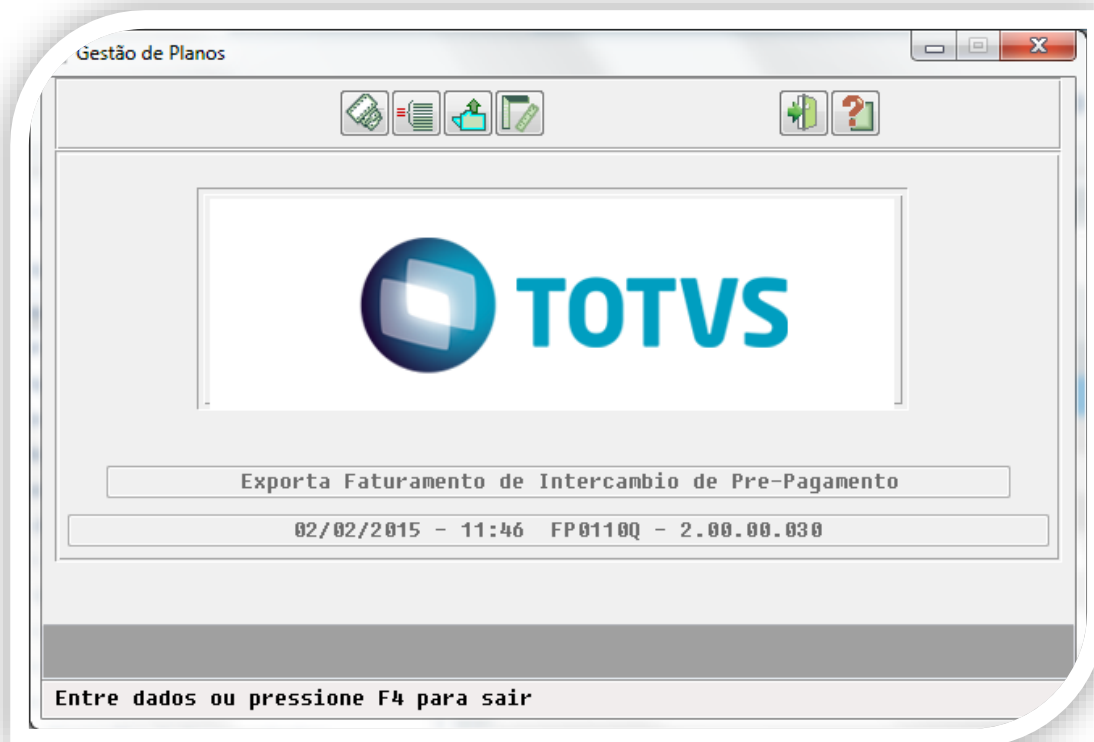 Gestão de Planos
TOTVS
Exporta Faturamento de Intercambio de Pre-Pagamento
02/02/2015 - 11:46 FP0110Q - 2.00.00.030
Entre dados ou pressione F4 para sair